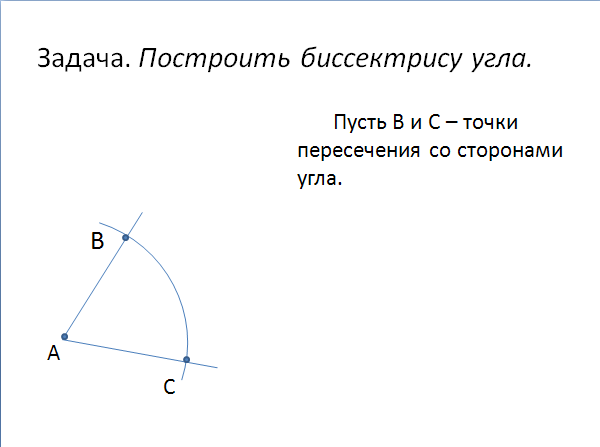 Задача. Построить биссектрису угла.
Пусть В и С – точки
пересечения со сторонами
угла.
В
А
С